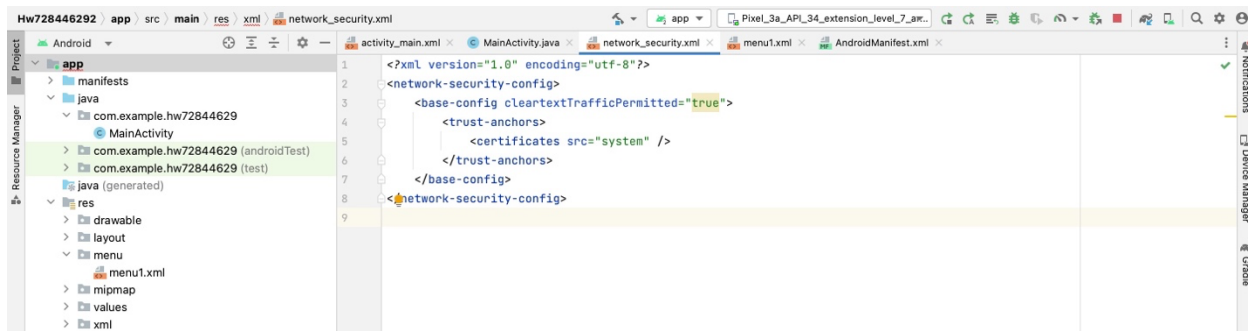 Hw728446292 app src main res xml network_security.xml app Pixel_3a_API_34_extension_level_7_ar...
Android activity_main.xml MainActivity.java network_security.xml menu1.xml AndroidManifest.xml
Project
Resource Manager
app
manifests
java
com.example.hw72844629
MainActivity
com.example.hw72844629 (androidTest)
com.example.hw72844629 (test)
java (generated)
res
drawable
layout
menu
menu1.xml
mipmap
values
xml
1 <?xml version="1.0" encoding="utf-8"?>
2 <network-security-config>
3 <base-config cleartextTrafficPermitted="true">
4 <trust-anchors>
5 <certificates src="system" />
6 </trust-anchors>
7 </base-config>
8 </network-security-config>
9
Notifications
Device Manager
Gradle